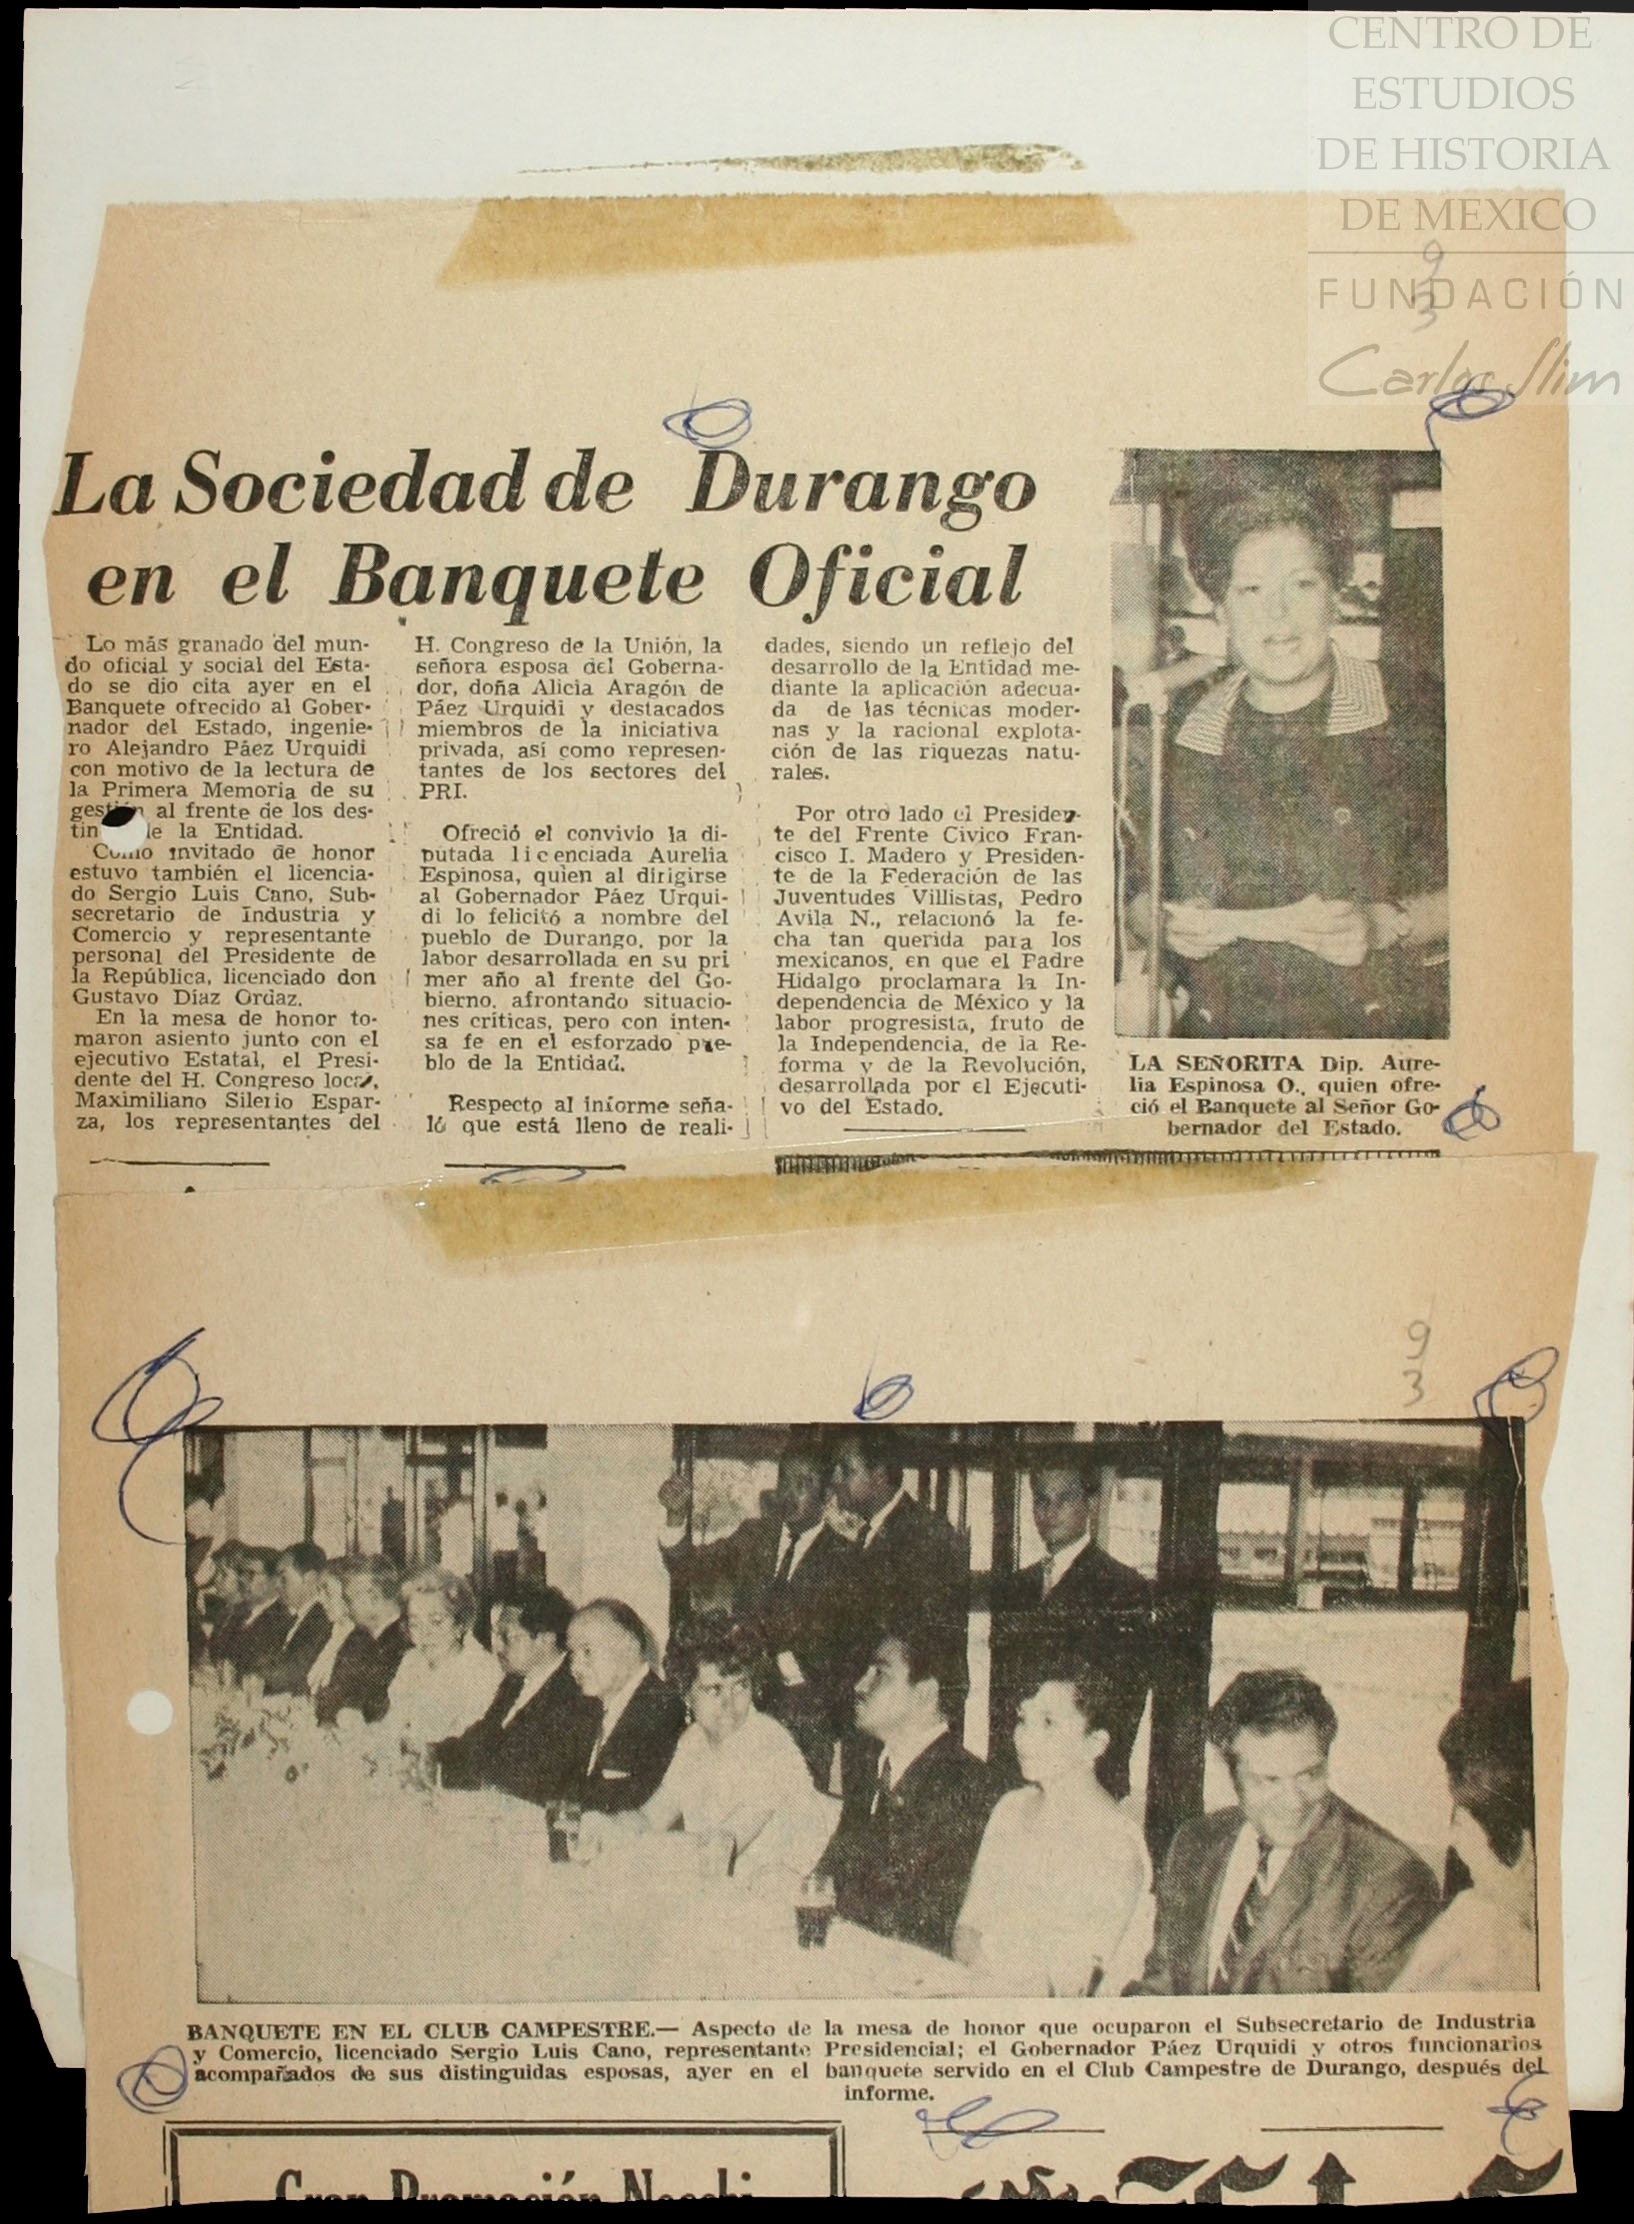 CENTRO DE
ESTUDIOS
DE HISTORIA
DE MEXICO
FUNDACIÓN
Carlos Slim
9
3
La Sociedad de Durango
en el Banquete Oficial
Lo más granado del mun-
do oficial y social del Esta-
do se dio cita ayer en el
Banquete ofrecido al Gober-
nador del Estado, ingenie-
ro Alejandro Páez Urquidi
con motivo de la lectura de
la Primera Memoria de su
gestión al frente de los des-
tin le la Entidad.
Como invitado de honor
estuvo también el licencia-
do Sergio Luis Cano, Sub-
secretario de Industria y
Comercio y representante
personal del Presidente de
la República, licenciado don
Gustavo Díaz Ordaz.
En la mesa de honor to-
maron asiento junto con el
ejecutivo Estatal, el Presi-
dente del H. Congreso local,
Maximiliano Silerio Espar-
za, los representantes del
H. Congreso de la Unión, la
señora esposa del Goberna-
dor, doña Alicia Aragón de
Páez Urquidi y destacados
miembros de la iniciativa
privada, así como represen-
tantes de los sectores del
PRI.
Ofreció el convivio la di-
putada licenciada Aurelia
Espinosa, quien al dirigirse
al Gobernador Páez Urqui-
di lo felicitó a nombre del
pueblo de Durango, por la
labor desarrollada en su pri
mer año al frente del Go-
bierno, afrontando situacio-
nes críticas, pero con inten-
sa fe en el esforzado pue-
blo de la Entidad.
Respecto al informe seña-
ló que está lleno de reali-
dades, siendo un reflejo del
desarrollo de la Entidad me-
diante la aplicación adecua-
da de las técnicas moder-
nas y la racional explota-
ción de las riquezas natu-
rales.
Por otro lado el Presiden-
te del Frente Cívico Fran-
cisco I. Madero y Presiden-
te de la Federación de las
Juventudes Villistas, Pedro
Avila N., relacionó la fe-
cha tan querida para los
mexicanos, en que el Padre
Hidalgo proclamara la In-
dependencia de México y la
labor progresista, fruto de
la Independencia, de la Re-
forma y de la Revolución,
desarrollada por el Ejecuti-
vo del Estado.
LA SEÑORITA Dip. Aure-
lia Espinosa O., quien ofre-
ció el Banquete al Señor Go-
bernador del Estado.
9
3
BANQUETE EN EL CLUB CAMPESTRE.— Aspecto de la mesa de honor que ocuparon el Subsecretario de Industria
y Comercio, licenciado Sergio Luis Cano, representante Presidencial; el Gobernador Páez Urquidi y otros funcionarios
acompañados de sus distinguidas esposas, ayer en el banquete servido en el Club Campestre de Durango, después del
informe.
Gran Promoción Necchi